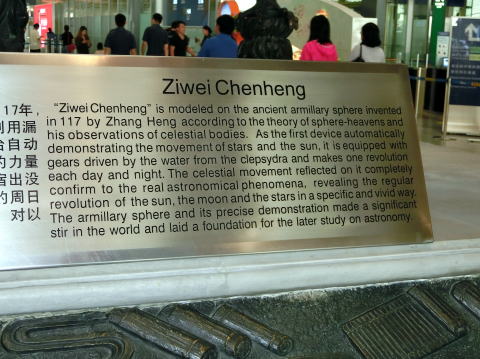 Ziwei Chenheng
"Ziwei Chenheng" is modeled on the ancient armillary sphere invented
in 117 by Zhang Heng according to the theory of sphere-heavens and
his observations of celestial bodies. As the first device automatically
demonstrating the movement of stars and the sun, it is equipped with
gears driven by the water from the clepsydra and makes one revolution
each day and night. The celestial movement reflected on it completely
confirm to the real astronomical phenomena, revealing the regular
revolution of the sun, the moon and the stars in a specific and vivid way.
The armillary sphere and its precise demonstration made a significant
stir in the world and laid a foundation for the later study on astronomy.
17年,
利用漏
合自动
的力量
宿出没
的周日
对以